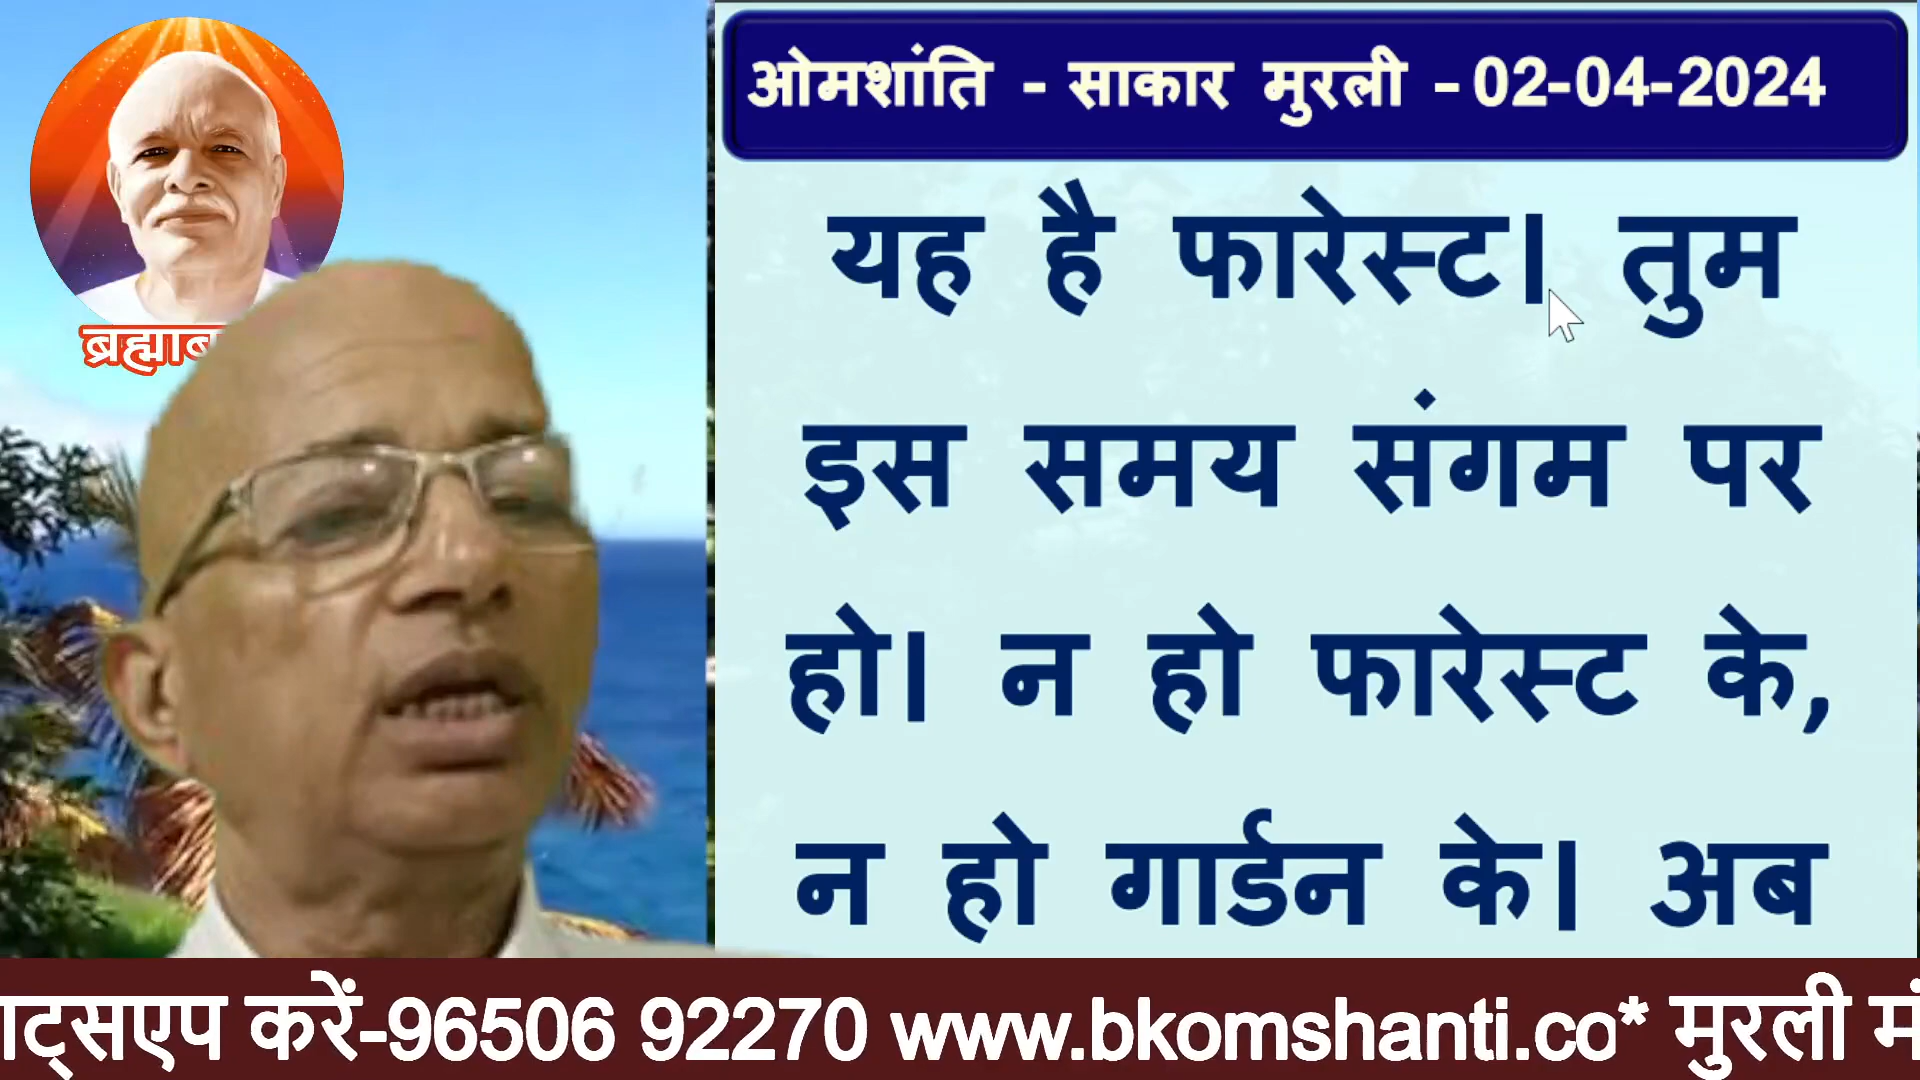 ओमशांति - साकार मुरली - 02-04-2024
यह है फारेस्ट। तुम
इस समय संगम पर
हो। न हो फारेस्ट के,
न हो गार्डन के। अब
करें-96506 92270 www.bkomshanti.co* मुरली